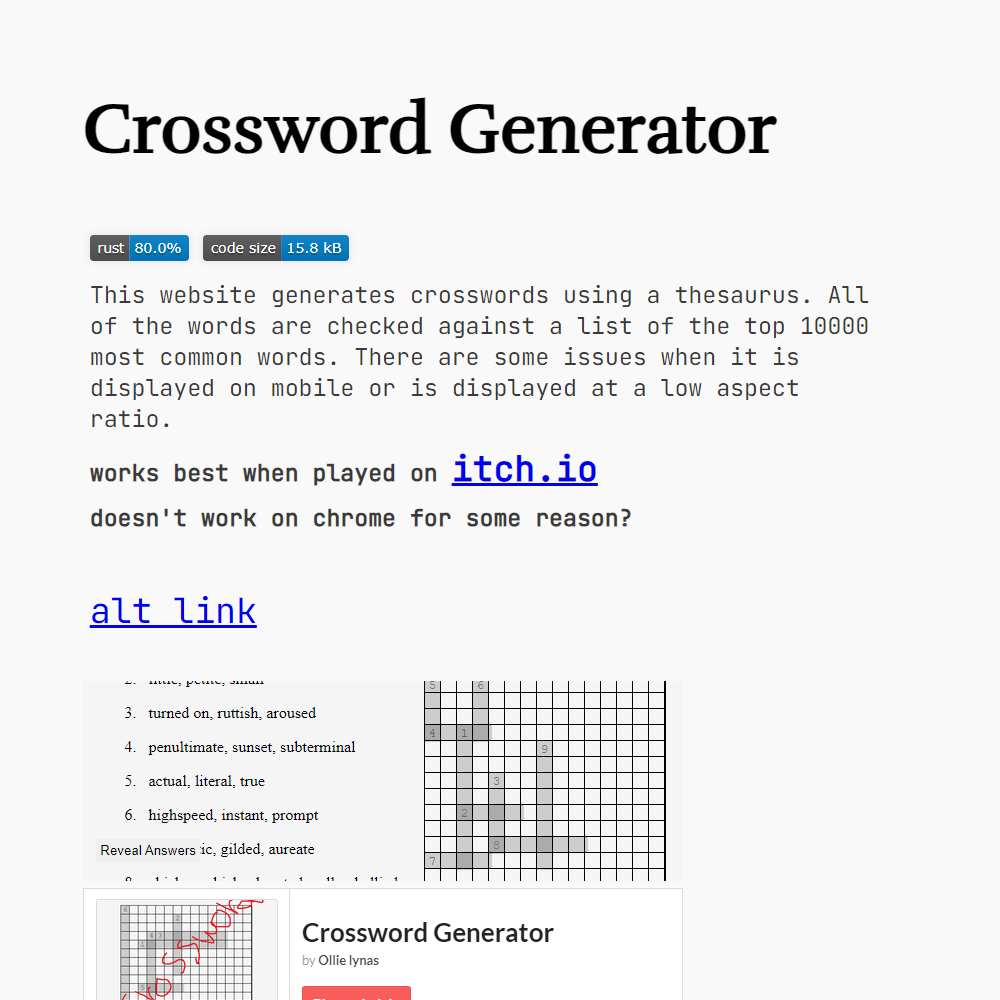 Crossword Generator
rust 80.0% code size 15.8 kB
This website generates crosswords using a thesaurus. All
of the words are checked against a list of the top 10000
most common words. There are some issues when it is
displayed on mobile or is displayed at a low aspect
ratio.
works best when played on itch.io
doesn't work on chrome for some reason?
alt link
2. little, petite, small
3. turned on, ruttish, aroused
4. penultimate, sunset, subterminal
5. actual, literal, true
6. highspeed, instant, prompt
Reveal Answers ic, gilded, aureate
5 6
4 1
9
3
2
8
7
Crossword Generator
by Ollie lynas